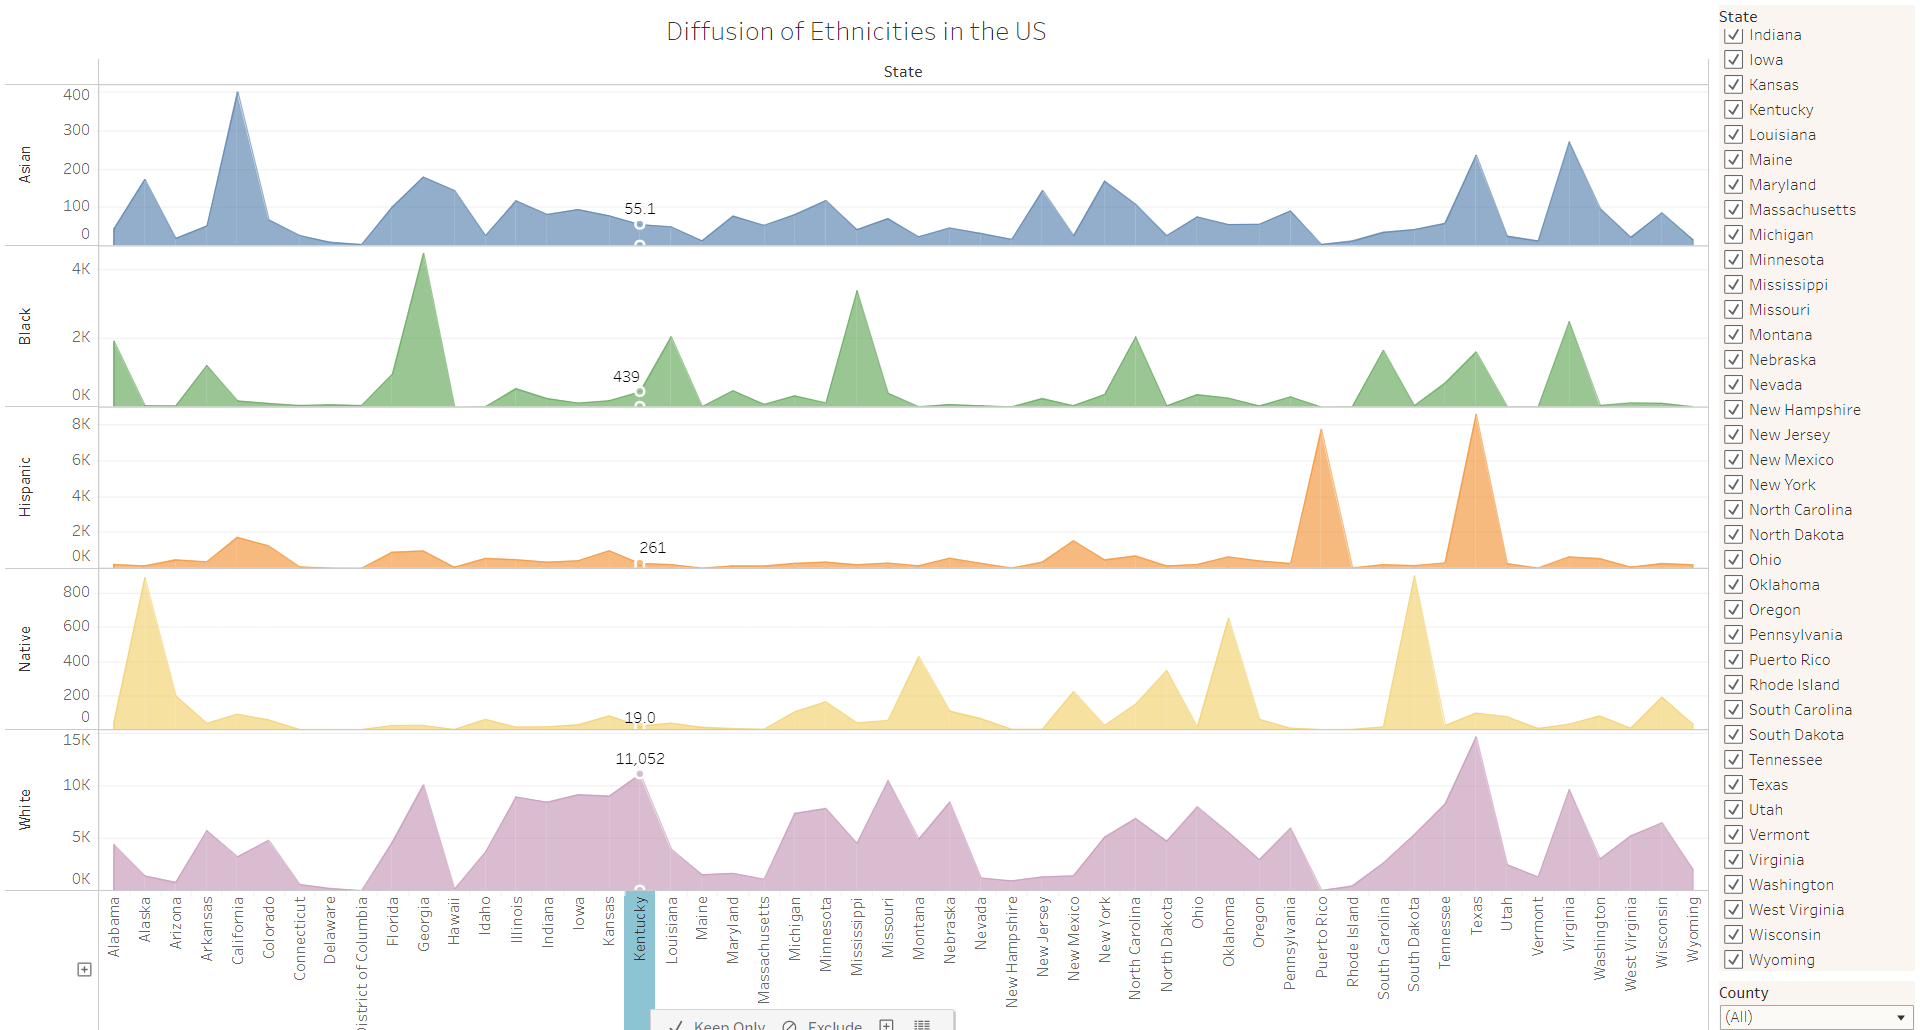 Diffusion of Ethnicities in the US
State
Asian
400
300
200
100
0
55.1
Black
4K
2K
0K
439
Hispanic
8K
6K
4K
2K
0K
261
Native
800
600
400
200
0
19.0
White
15K
10K
5K
0K
11,052
Alabama
Alaska
Arizona
Arkansas
California
Colorado
Connecticut
Delaware
District of Columbia
Florida
Georgia
Hawaii
Idaho
Illinois
Indiana
Iowa
Kansas
Kentucky
Louisiana
Maine
Maryland
Massachusetts
Michigan
Minnesota
Mississippi
Missouri
Montana
Nebraska
Nevada
New Hampshire
New Jersey
New Mexico
New York
North Carolina
North Dakota
Ohio
Oklahoma
Oregon
Pennsylvania
Puerto Rico
Rhode Island
South Carolina
South Dakota
Tennessee
Texas
Utah
Vermont
Virginia
Washington
West Virginia
Wisconsin
Wyoming
Keep Only
Exclude
State
Indiana
Iowa
Kansas
Kentucky
Louisiana
Maine
Maryland
Massachusetts
Michigan
Minnesota
Mississippi
Missouri
Montana
Nebraska
Nevada
New Hampshire
New Jersey
New Mexico
New York
North Carolina
North Dakota
Ohio
Oklahoma
Oregon
Pennsylvania
Puerto Rico
Rhode Island
South Carolina
South Dakota
Tennessee
Texas
Utah
Vermont
Virginia
Washington
West Virginia
Wisconsin
Wyoming
County
(All)